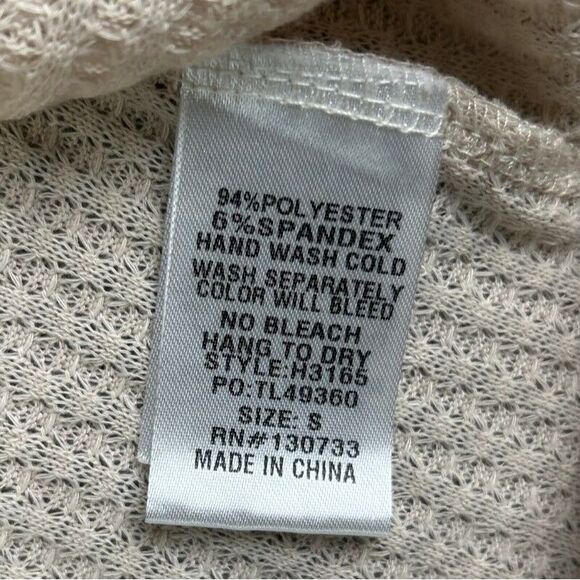 94%POLYESTER
6%SPANDEX
HAND WASH COLD
WASH SEPARATELY
COLOR WILL BLEED
NO BLEACH
HANG TO DRY
STYLE:H3165
PO:TL49360
SIZE: S
RN#130733
MADE IN CHINA